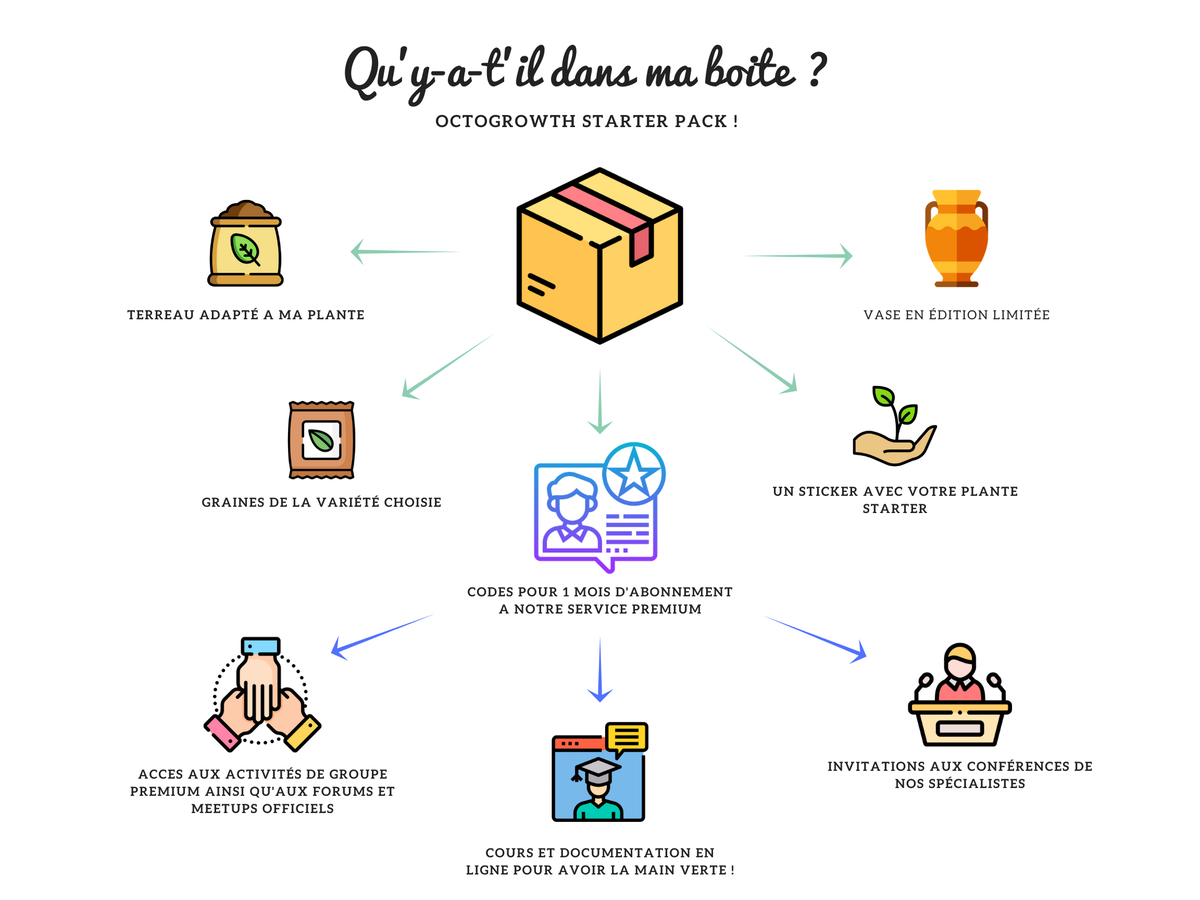 Qu'y-a-t'il dans ma boite ?
OCTOGROWTH STARTER PACK !
TERREAU ADAPTÉ A MA PLANTE
VASE EN ÉDITION LIMITÉE
GRAINES DE LA VARIÉTÉ CHOISIE
UN STICKER AVEC VOTRE PLANTE
STARTER
CODES POUR 1 MOIS D'ABONNEMENT
A NOTRE SERVICE PREMIUM
ACCES AUX ACTIVITÉS DE GROUPE
PREMIUM AINSI QU'AUX FORUMS ET
MEETUPS OFFICIELS
INVITATIONS AUX CONFÉRENCES DE
NOS SPÉCIALISTES
COURS ET DOCUMENTATION EN
LIGNE POUR AVOIR LA MAIN VERTE !